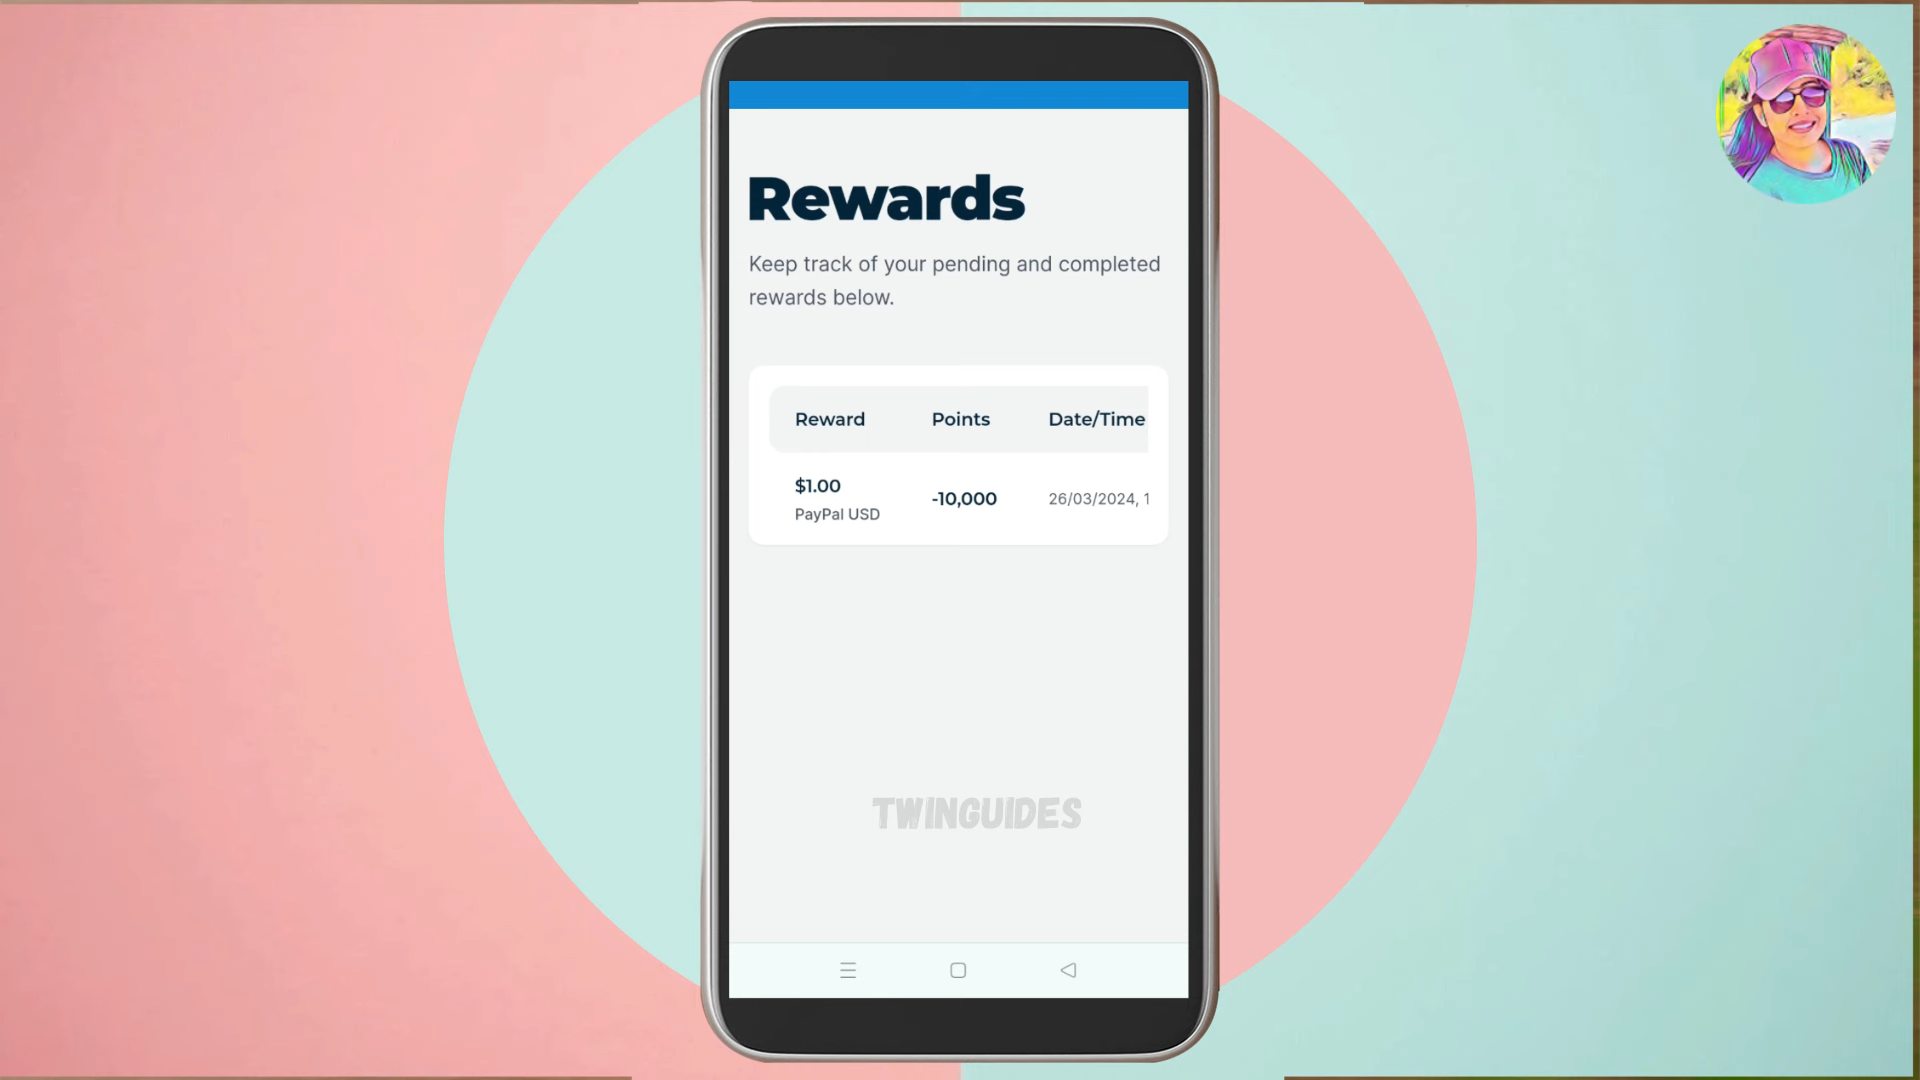 Rewards
Keep track of your pending and completed
rewards below.
Reward Points Date/Time
$1.00
PayPal USD
-10,000
26/03/2024, 1
TWINGUIDES